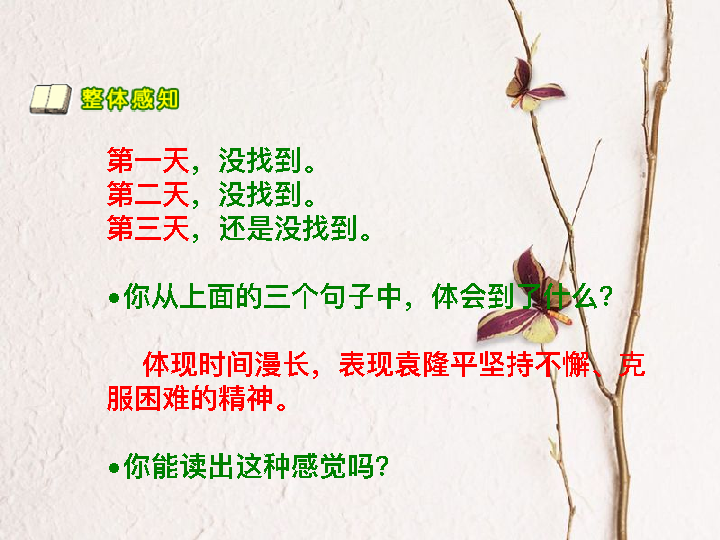 整体感知
第一天，没找到。
第二天，没找到。
第三天，还是没找到。
•你从上面的三个句子中，体会到了什么？
体现时间漫长，表现袁隆平坚持不懈、克
服困难的精神。
•你能读出这种感觉吗？